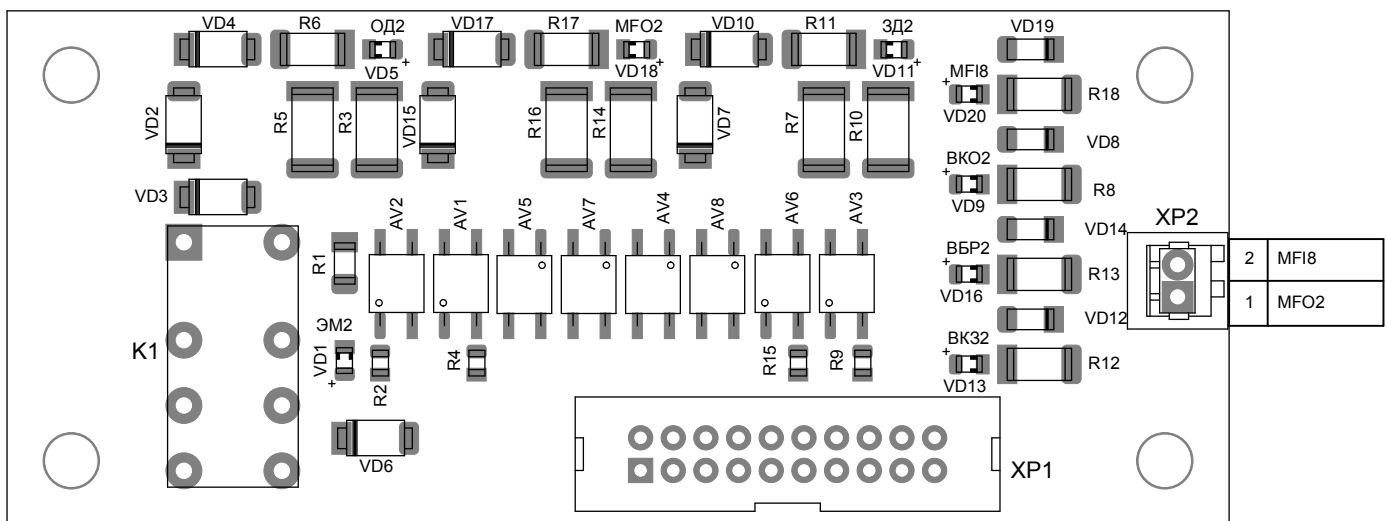 VD4 R6 ОД2 VD17 R17 MFO2 VD10 R11 ЗД2 VD19
VD5 VD18 VD11 MFI8 R18
VD2 R5 R3 VD15 R16 R14 VD7 R7 R10 VD20
VD8
ВКО2 R8
VD3 VD9
AV2 AV1 AV5 AV7 AV4 AV8 AV6 AV3 VD14 XP2
R1 ВБР2 R13 2 MFI8
VD16
1 MFO2
ЭМ2 VD12
K1 VD1 R2 R4 R15 R9 ВКЗ2 R12
VD13
VD6 XP1